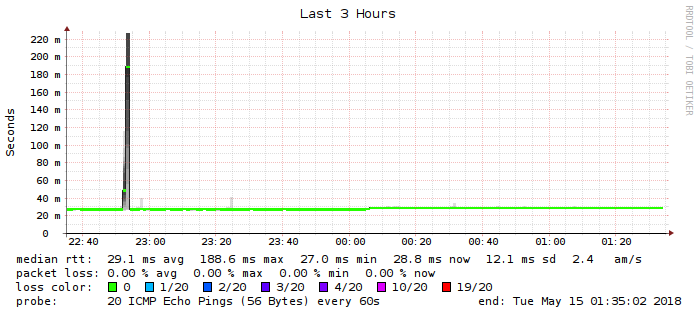 Last 3 Hours
RRDTOOL / TOBI OETIKER
Seconds
220 m
200 m
180 m
160 m
140 m
120 m
100 m
80 m
60 m
40 m
20 m
0
22:40 23:00 23:20 23:40 00:00 00:20 00:40 01:00 01:20
median rtt: 29.1 ms avg 188.6 ms max 27.0 ms min 28.8 ms now 12.1 ms sd 2.4 am/s
packet loss: 0.00 % avg 0.00 % max 0.00 % min 0.00 % now
loss color: 0 1/20 2/20 3/20 4/20 10/20 19/20
probe: 20 ICMP Echo Pings (56 Bytes) every 60s end: Tue May 15 01:35:02 2018